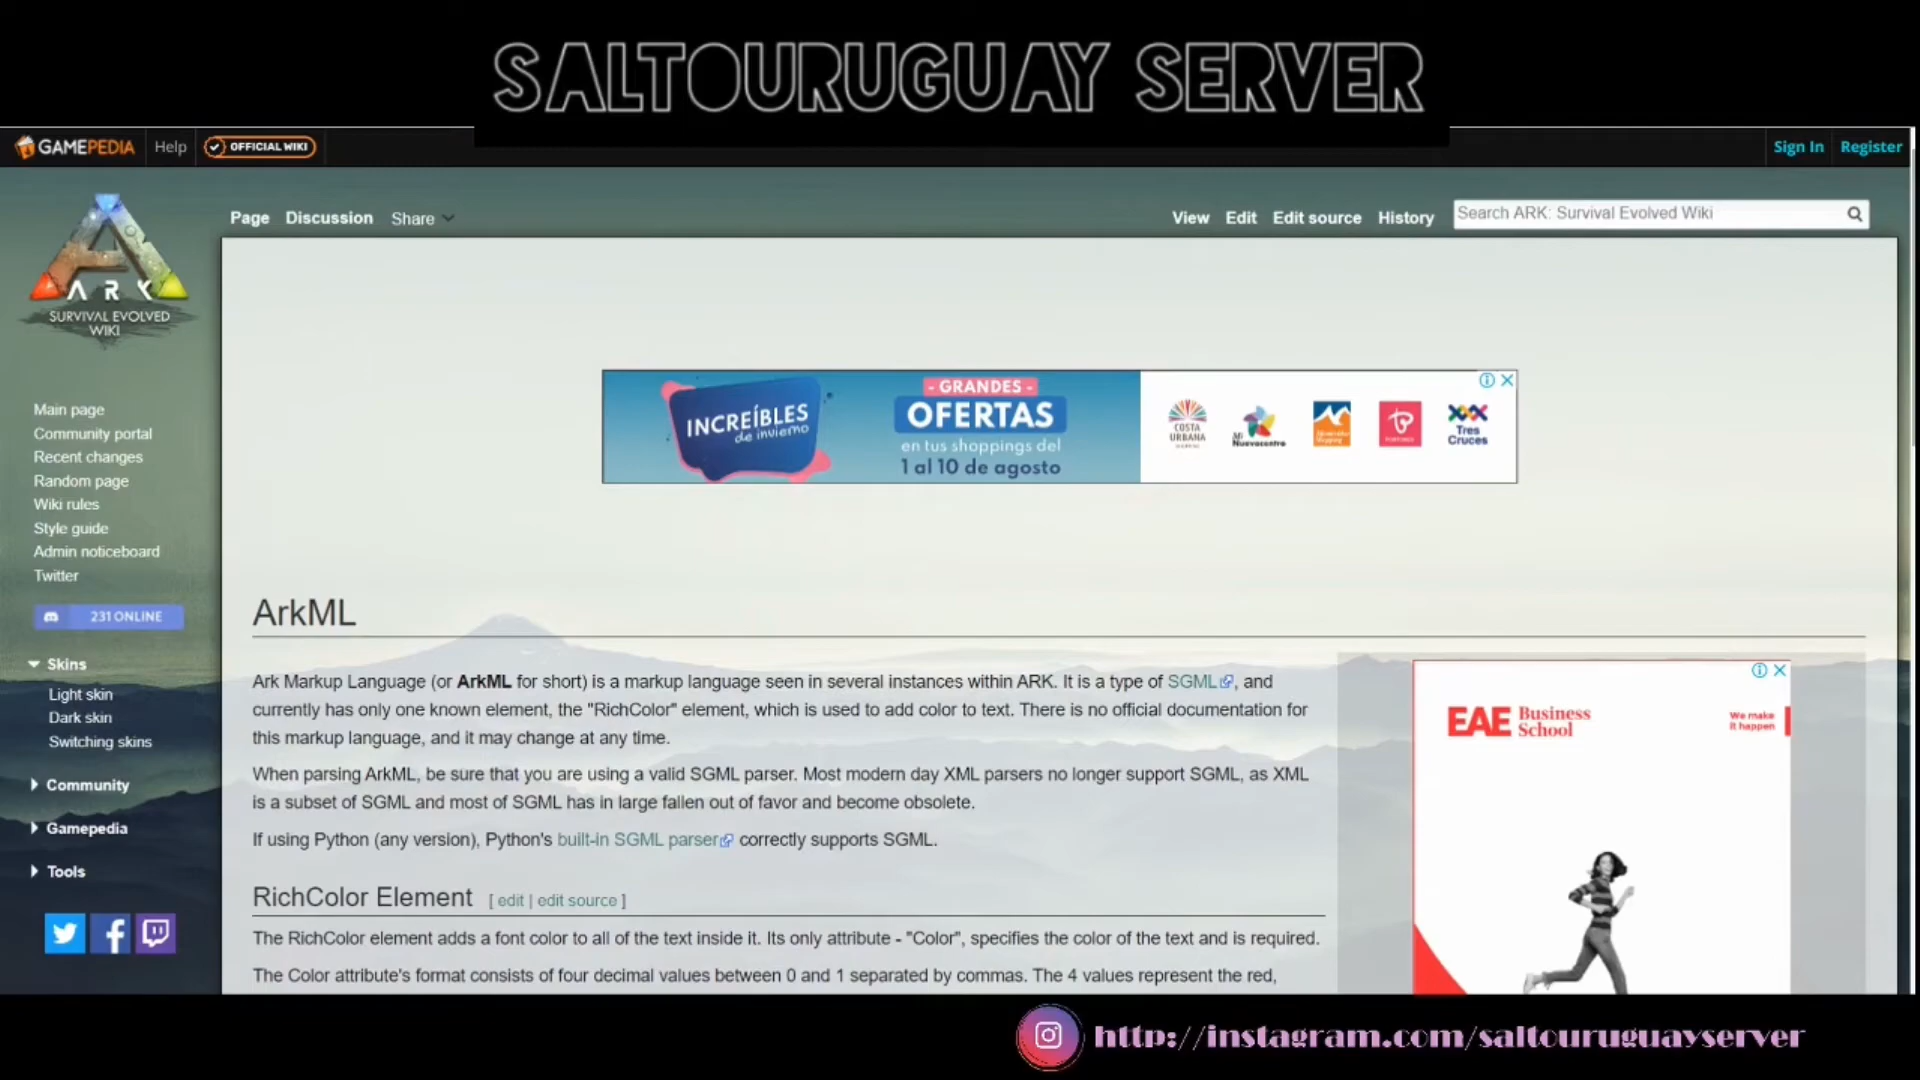 SALTOURUGUAY SERVER
GAMEPEDIA Help OFFICIAL WIKI Sign In Register
Page Discussion Share View Edit Edit source History Search ARK: Survival Evolved Wiki
ARK
SURVIVAL EVOLVED
WIKI
Main page
Community portal
Recent changes
Random page
Wiki rules
Style guide
Admin noticeboard
Twitter
231 ONLINE
Skins
Light skin
Dark skin
Switching skins
Community
Gamepedia
Tools
INCREÍBLES
de invierno
- GRANDES -
OFERTAS
en tus shoppings del
1 al 10 de agosto
COSTA
URBANA
Mi
Nuevocentro
Tres
Cruces
ArkML
Ark Markup Language (or ArkML for short) is a markup language seen in several instances within ARK. It is a type of SGML, and
currently has only one known element, the "RichColor" element, which is used to add color to text. There is no official documentation for
this markup language, and it may change at any time.
When parsing ArkML, be sure that you are using a valid SGML parser. Most modern day XML parsers no longer support SGML, as XML
is a subset of SGML and most of SGML has in large fallen out of favor and become obsolete.
If using Python (any version), Python's built-in SGML parser correctly supports SGML.
RichColor Element [ edit | edit source ]
The RichColor element adds a font color to all of the text inside it. Its only attribute - "Color", specifies the color of the text and is required.
The Color attribute's format consists of four decimal values between 0 and 1 separated by commas. The 4 values represent the red,
EAE Business
School
We make
it happen
http://instagram.com/saltouruguayserver